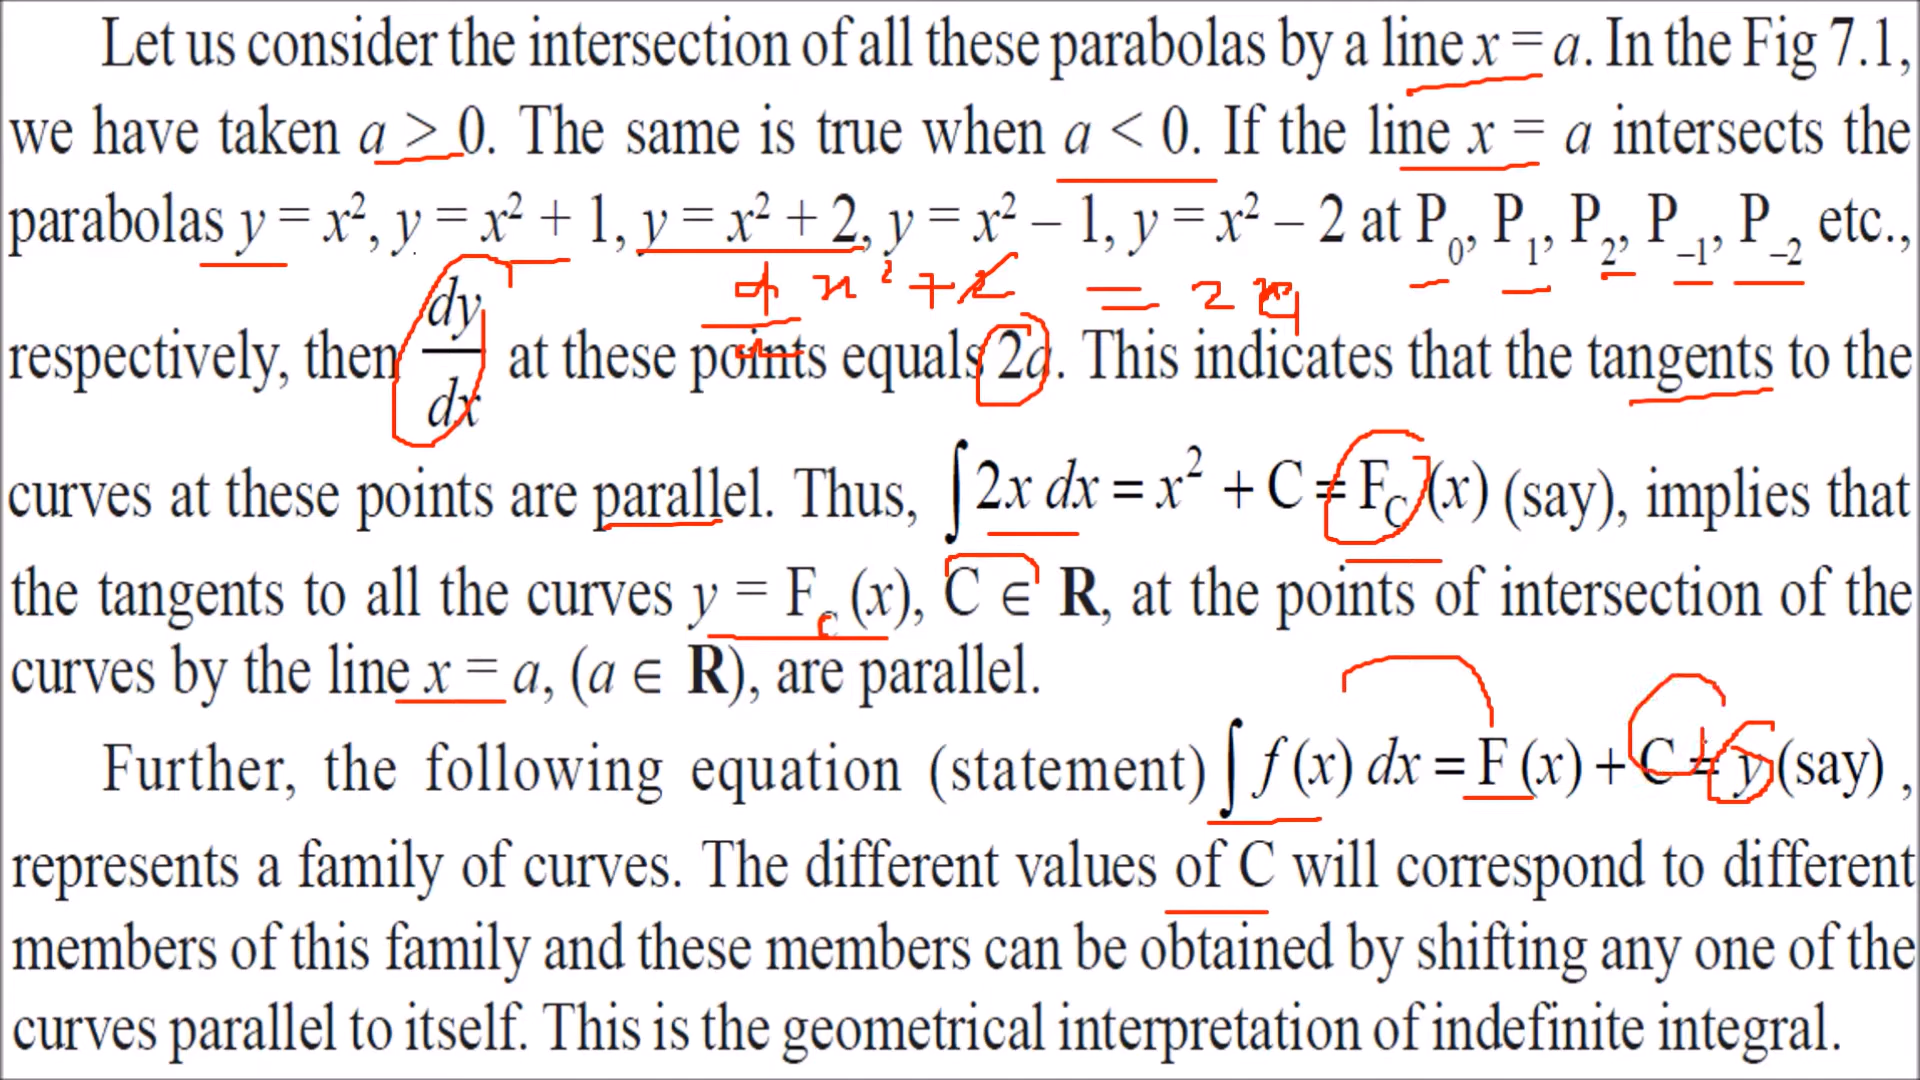 Let us consider the intersection of all these parabolas by a line x = a. In the Fig 7.1,
we have taken a > 0. The same is true when a < 0. If the line x = a intersects the
parabolas y = x², y = x² + 1, y = x² + 2, y = x² – 1, y = x² – 2 at P₀, P₁, P₂, P₋₁, P₋₂ etc.,
x² + 2 = 2
respectively, then dy/dx at these points equals 2a. This indicates that the tangents to the
curves at these points are parallel. Thus, ∫ 2x dx = x² + C = F_C (x) (say), implies that
the tangents to all the curves y = F_C (x), C ∈ R, at the points of intersection of the
curves by the line x = a, (a ∈ R), are parallel.
Further, the following equation (statement) ∫ f (x) dx = F (x) + C = y (say) ,
represents a family of curves. The different values of C will correspond to different
members of this family and these members can be obtained by shifting any one of the
curves parallel to itself. This is the geometrical interpretation of indefinite integral.